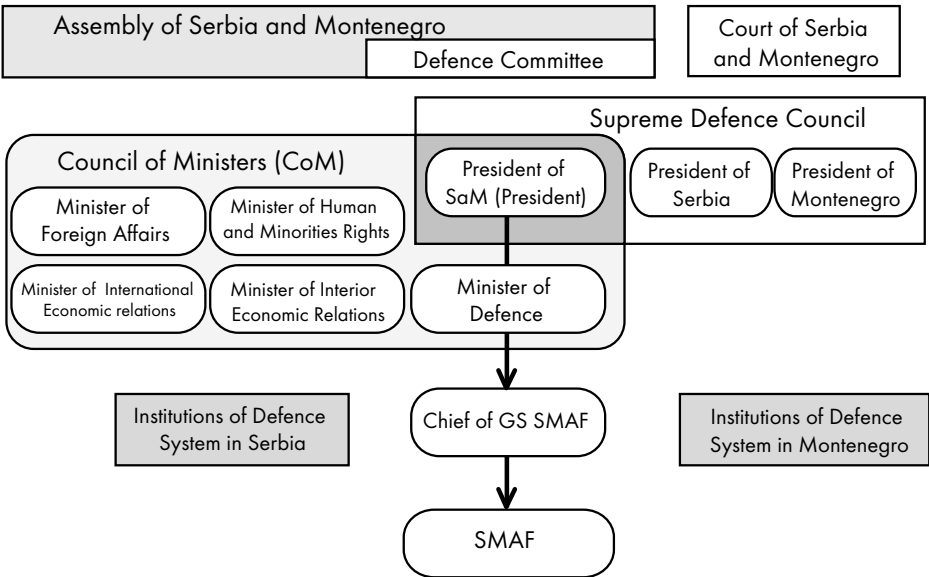 Assembly of Serbia and Montenegro
Defence Committee
Court of Serbia
and Montenegro
Supreme Defence Council
Council of Ministers (CoM)
President of
SaM (President)
President of
Serbia
President of
Montenegro
Minister of
Foreign Affairs
Minister of Human
and Minorities Rights
Minister of International
Economic relations
Minister of Interior
Economic Relations
Minister of
Defence
Institutions of Defence
System in Serbia
Chief of GS SMAF
Institutions of Defence
System in Montenegro
SMAF